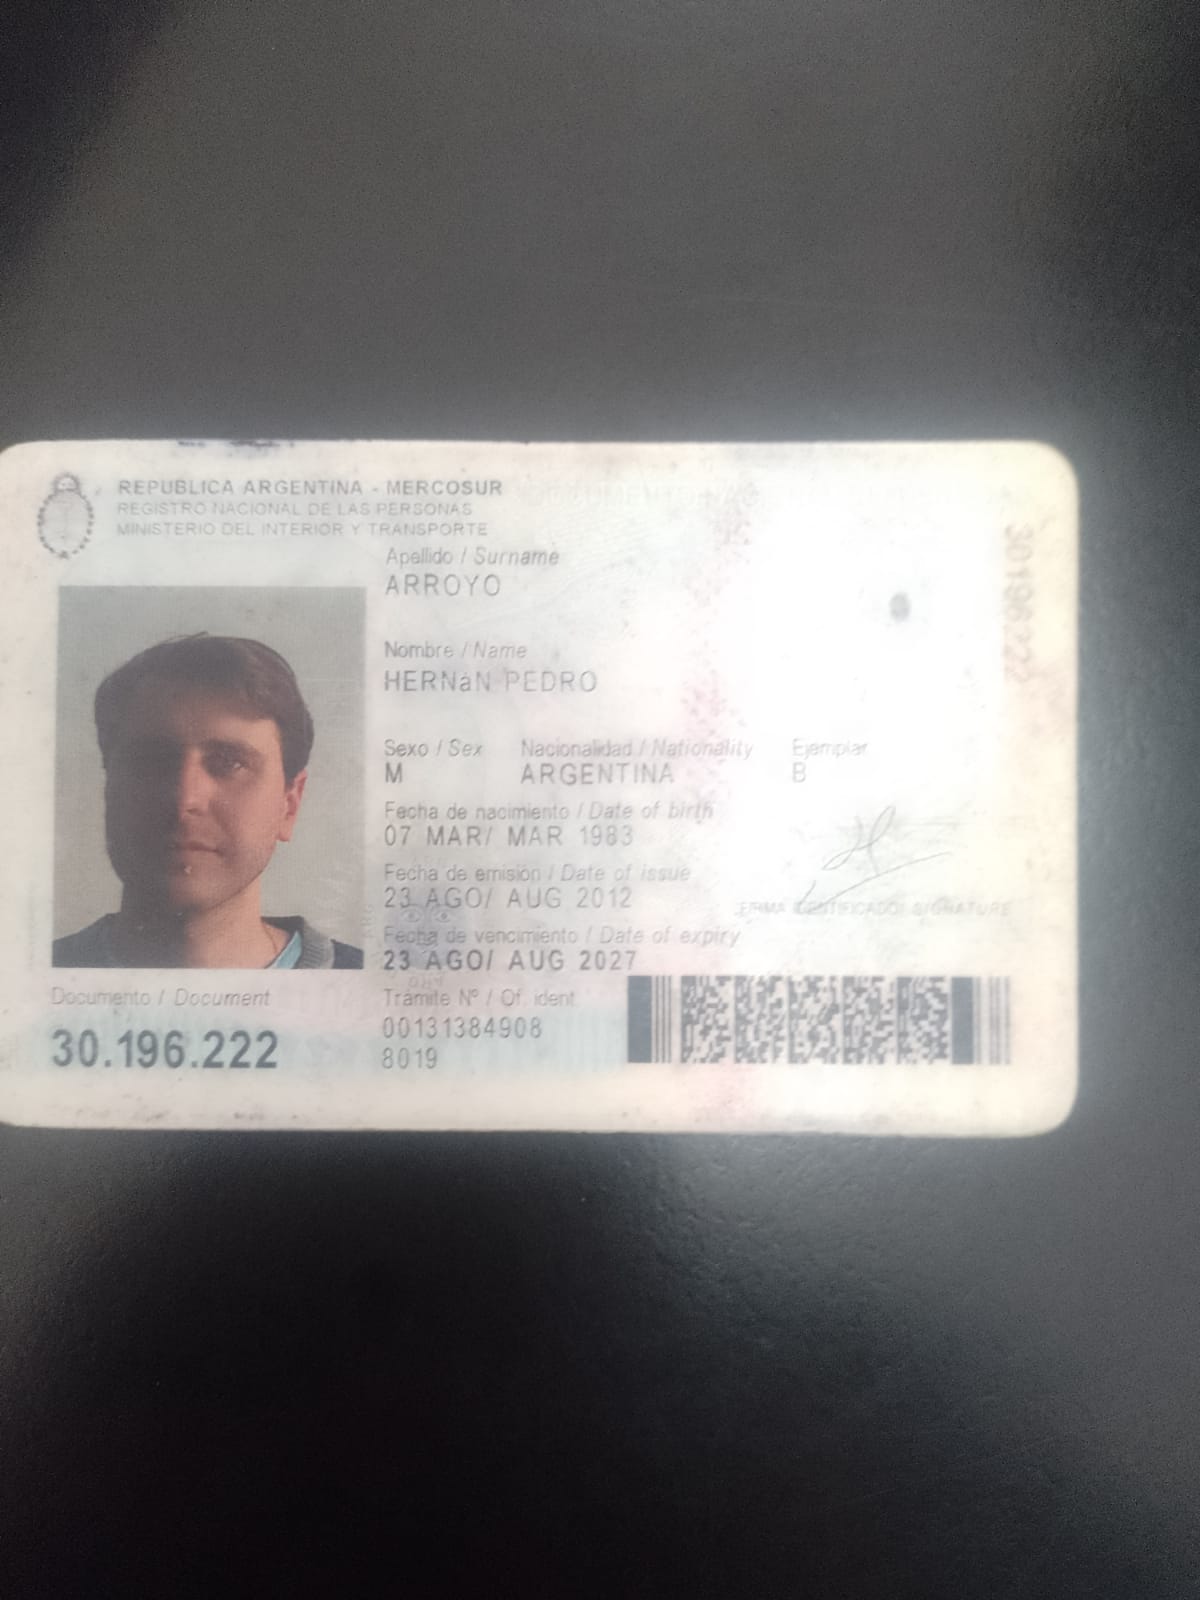 REPUBLICA ARGENTINA - MERCOSUR
REGISTRO NACIONAL DE LAS PERSONAS
MINISTERIO DEL INTERIOR Y TRANSPORTE
Apellido / Surname
ARROYO
Nombre / Name
HERNáN PEDRO
Sexo / Sex Nacionalidad / Nationality Ejemplar
M ARGENTINA B
Fecha de nacimiento / Date of birth
07 MAR/ MAR 1983
Fecha de emisión / Date of issue
23 AGO/ AUG 2012
FIRMA IDENTIFICADO/ SIGNATURE
Fecha de vencimiento / Date of expiry
23 AGO/ AUG 2027
Documento / Document
30.196.222
Trámite Nº / Of. ident.
00131384908
8019
30196222